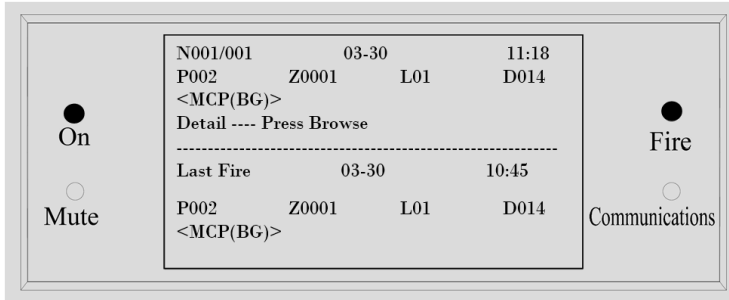 N001/001 03-30 11:18
P002 Z0001 L01 D014
<MCP(BG)>
Detail ---- Press Browse
--------------------------------------------------------
Last Fire 03-30 10:45
P002 Z0001 L01 D014
<MCP(BG)>
On
Mute
Fire
Communications